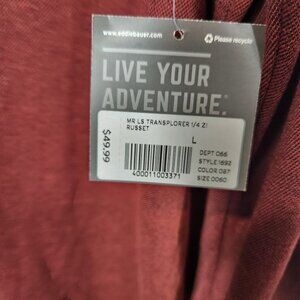 www.eddiebauer.com
Please recycle
LIVE YOUR
ADVENTURE.
MR LS TRANSPLORER 1/4 ZI
RUSSET
L
$49.99
400011003371
DEPT 066
STYLE 1692
COLOR 087
SIZE 0060